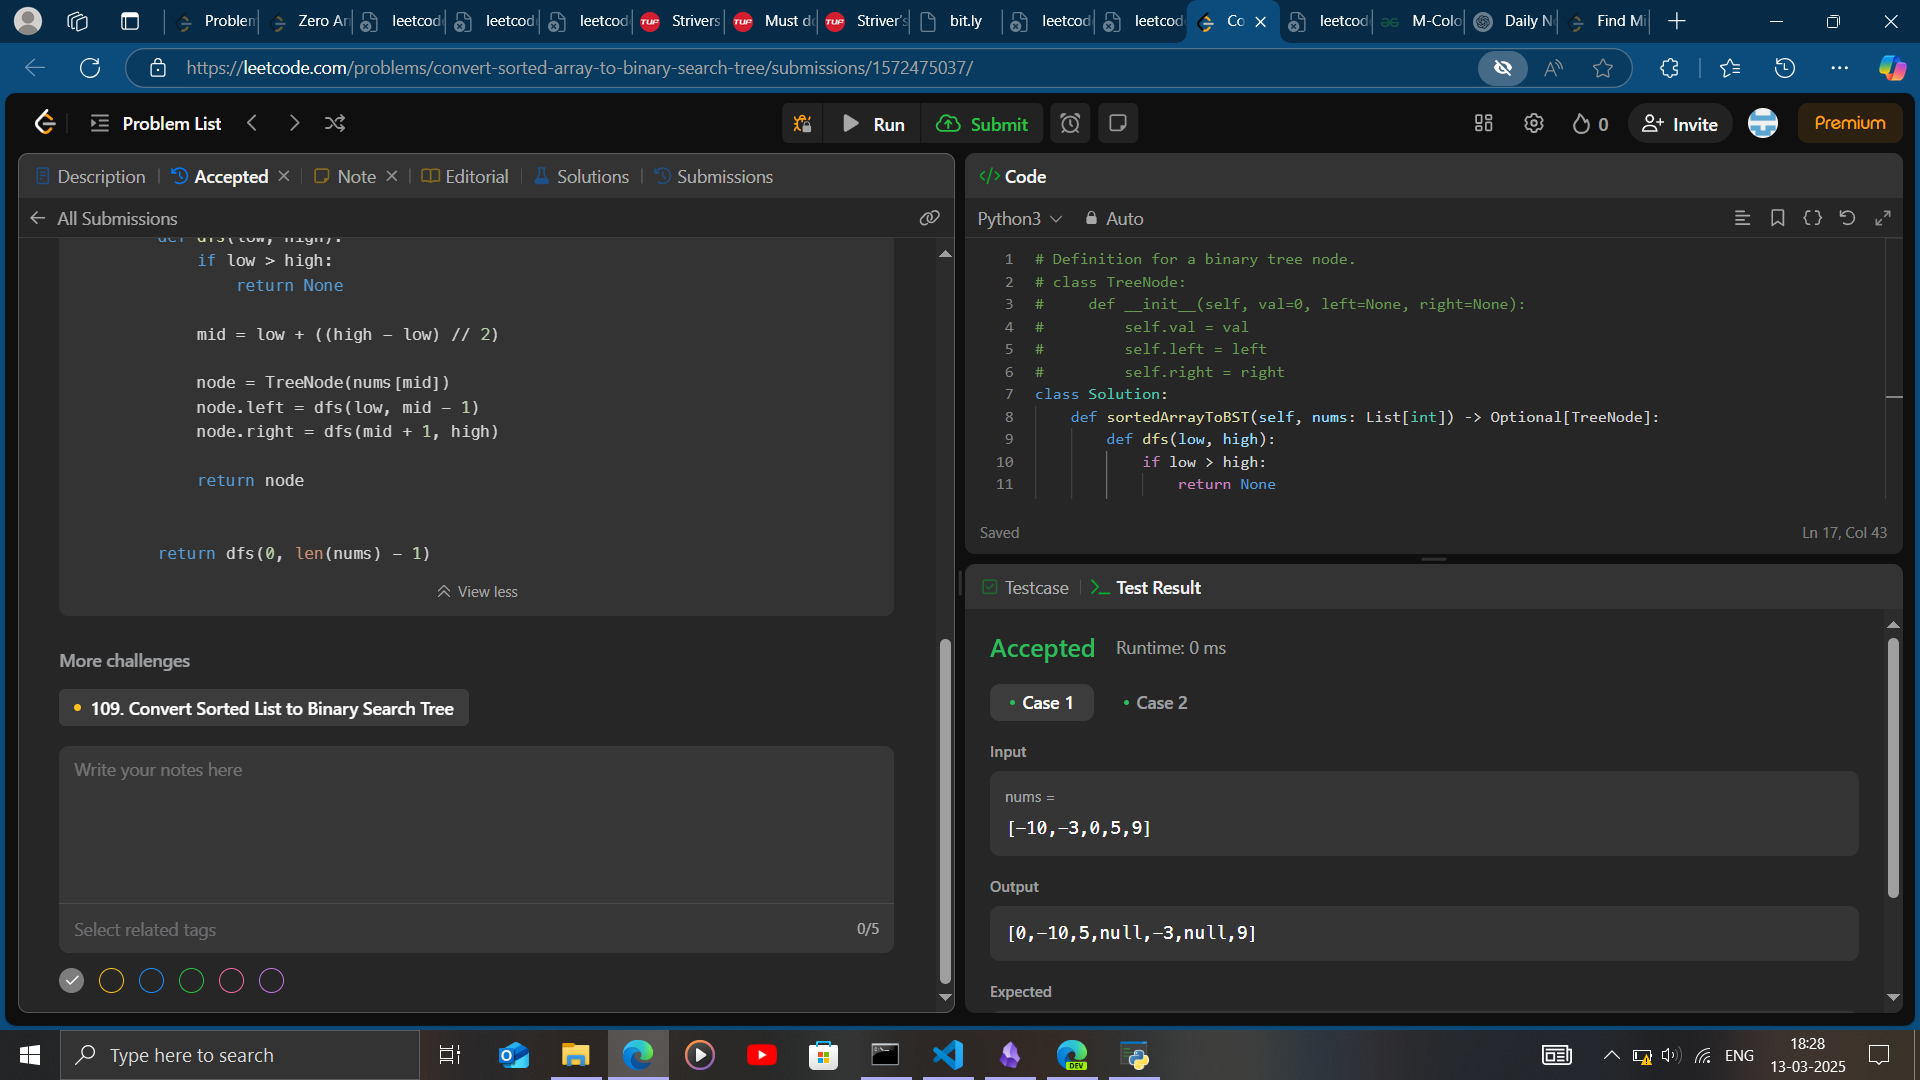 Problem
Zero Ar
leetcod
leetcod
leetcod
Strivers
Must d
Striver's
bit.ly
leetcod
leetcod
Co
leetcod
M-Colo
Daily N
Find Mi
https://leetcode.com/problems/convert-sorted-array-to-binary-search-tree/submissions/1572475037/
Problem List
Run
Submit
0
Invite
Premium
Description
Accepted
Note
Editorial
Solutions
Submissions
All Submissions
def dfs(low, high):
if low > high:
return None
mid = low + ((high - low) // 2)
node = TreeNode(nums[mid])
node.left = dfs(low, mid - 1)
node.right = dfs(mid + 1, high)
return node
return dfs(0, len(nums) - 1)
View less
More challenges
109. Convert Sorted List to Binary Search Tree
Write your notes here
Select related tags
0/5
Code
Python3
Auto
1 # Definition for a binary tree node.
2 # class TreeNode:
3 #     def __init__(self, val=0, left=None, right=None):
4 #         self.val = val
5 #         self.left = left
6 #         self.right = right
7 class Solution:
8     def sortedArrayToBST(self, nums: List[int]) -> Optional[TreeNode]:
9         def dfs(low, high):
10             if low > high:
11                 return None
Saved
Ln 17, Col 43
Testcase
Test Result
Accepted
Runtime: 0 ms
Case 1
Case 2
Input
nums =
[-10,-3,0,5,9]
Output
[0,-10,5,null,-3,null,9]
Expected
Type here to search
DEV
ENG
18:28
13-03-2025